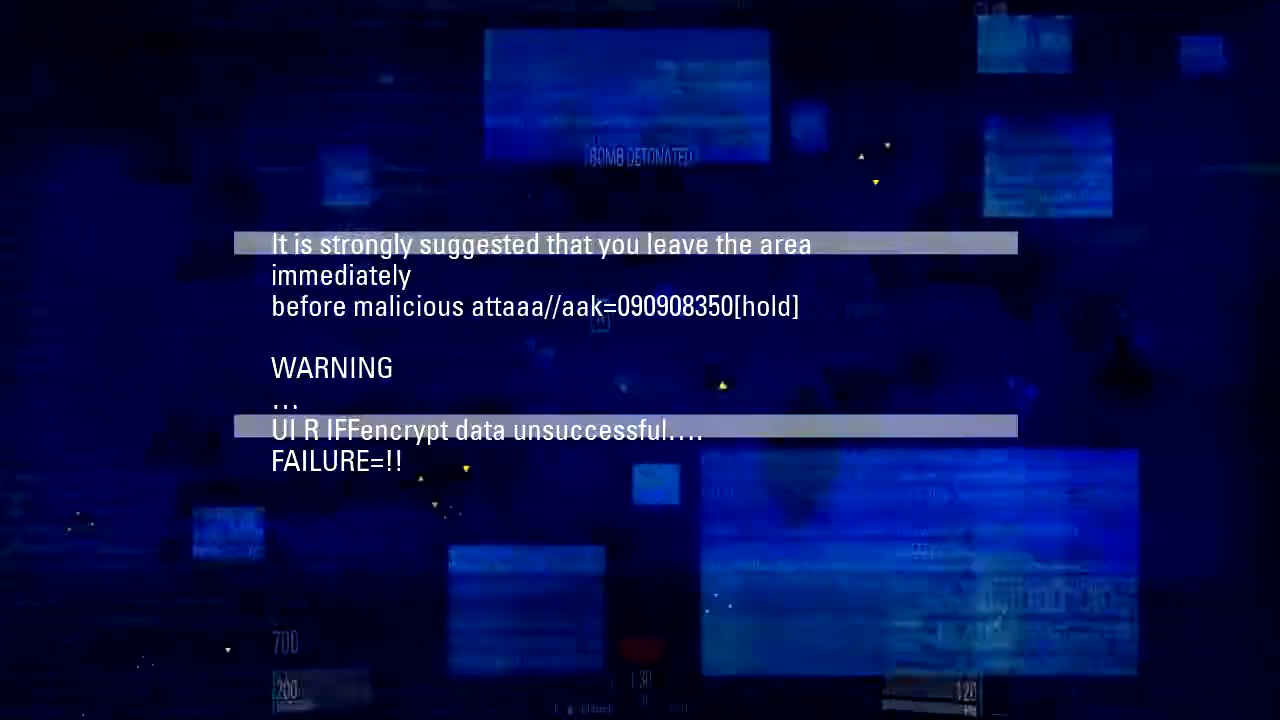 BOMB DETONATED
It is strongly suggested that you leave the area
immediately
before malicious attaaa//aak=090908350[hold]
WARNING
...
UI R IFFencrypt data unsuccessful....
FAILURE=!!
700
200
130
120